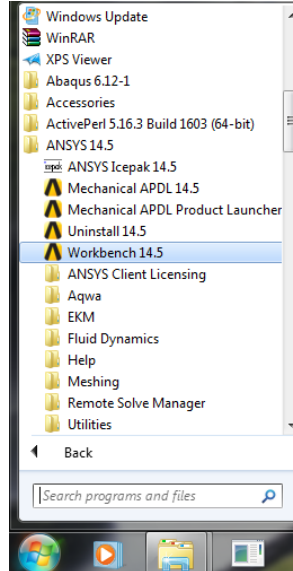 Windows Update
WinRAR
XPS Viewer
Abaqus 6.12-1
Accessories
ActivePerl 5.16.3 Build 1603 (64-bit)
ANSYS 14.5
ANSYS Icepak 14.5
Mechanical APDL 14.5
Mechanical APDL Product Launcher
Uninstall 14.5
Workbench 14.5
ANSYS Client Licensing
Aqwa
EKM
Fluid Dynamics
Help
Meshing
Remote Solve Manager
Utilities
Back
Search programs and files